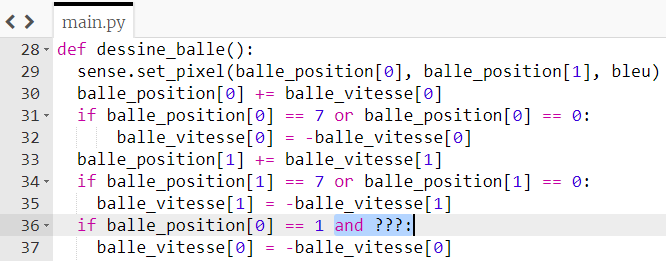 main.py
28 def dessine_balle():
29 sense.set_pixel(balle_position[0], balle_position[1], bleu)
30 balle_position[0] += balle_vitesse[0]
31 if balle_position[0] == 7 or balle_position[0] == 0:
32 balle_vitesse[0] = -balle_vitesse[0]
33 balle_position[1] += balle_vitesse[1]
34 if balle_position[1] == 7 or balle_position[1] == 0:
35 balle_vitesse[1] = -balle_vitesse[1]
36 if balle_position[0] == 1 and ???:
37 balle_vitesse[0] = -balle_vitesse[0]